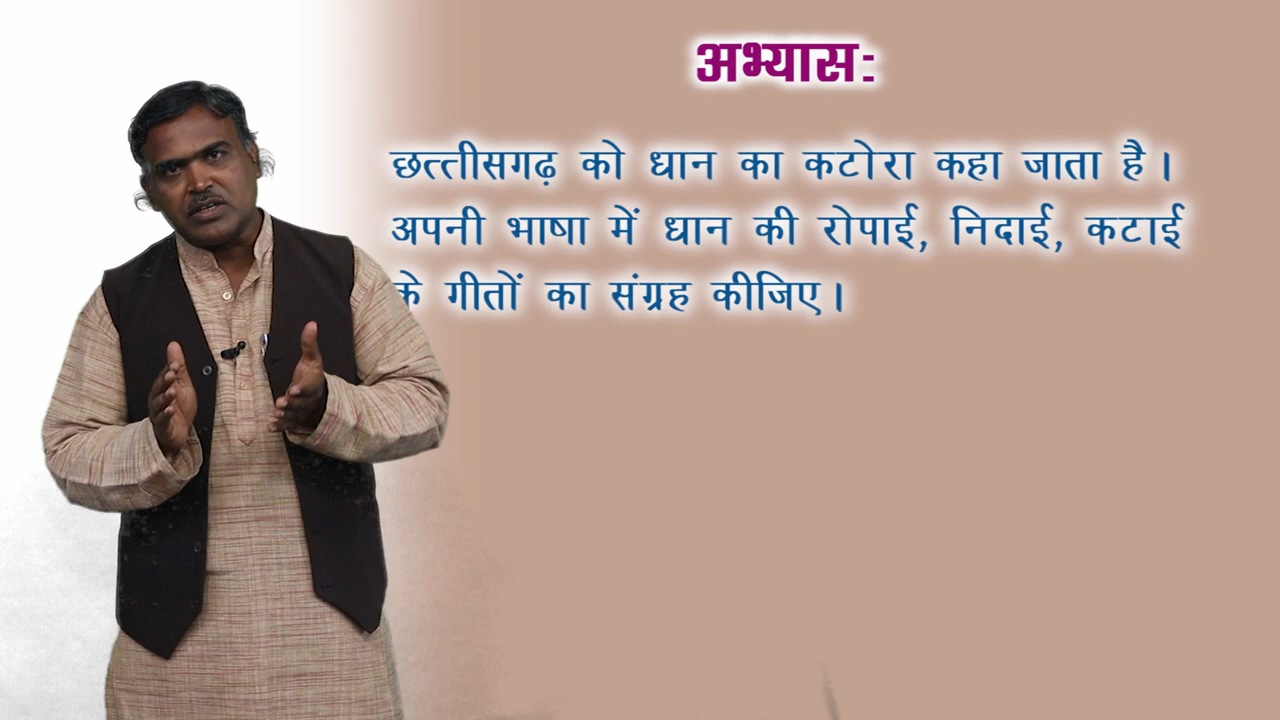 अभ्यास:
छत्तीसगढ़ को धान का कटोरा कहा जाता है।
अपनी भाषा में धान की रोपाई, निदाई, कटाई
के गीतों का संग्रह कीजिए।